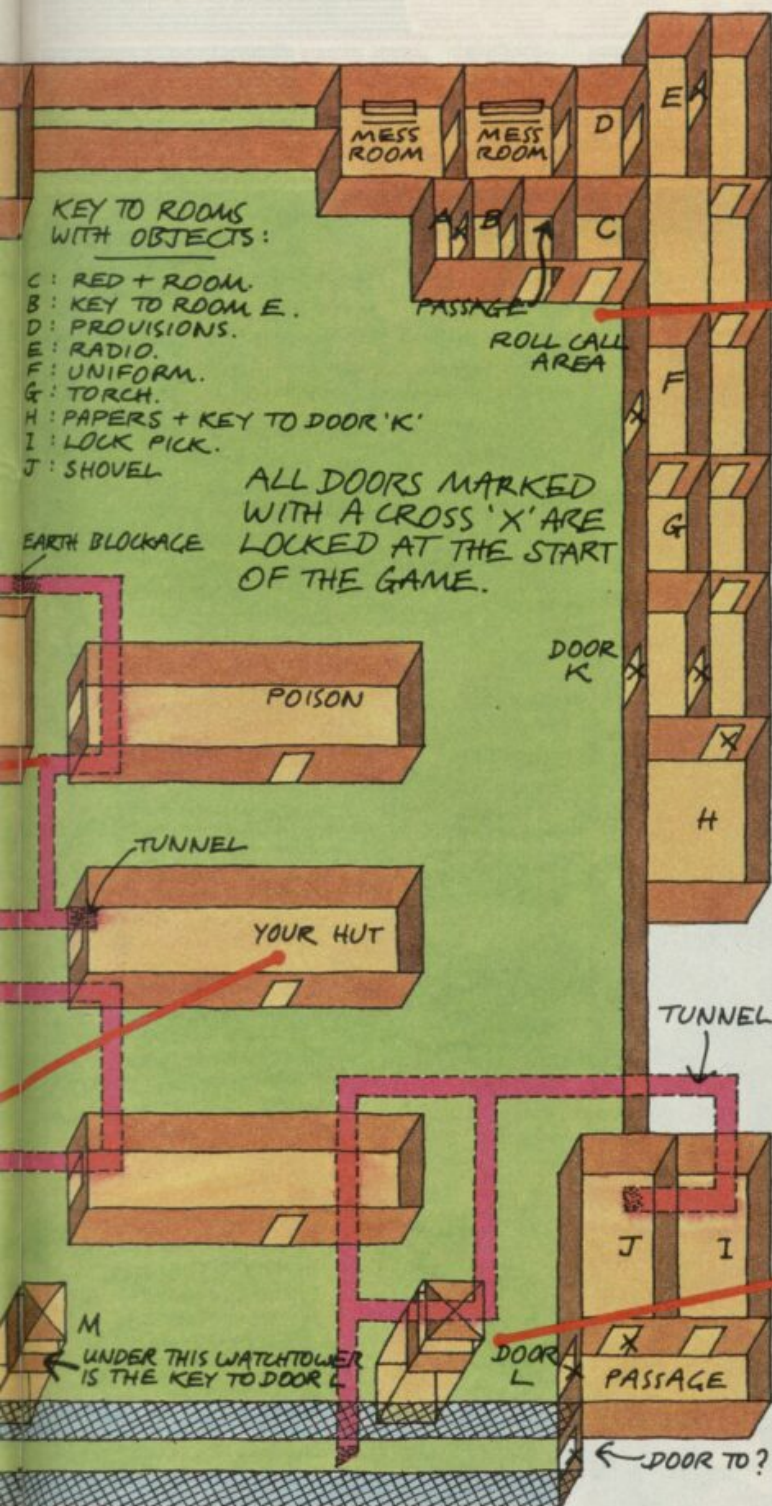 MESS
ROOM
MESS
ROOM
D
E
A
B
C
PASSAGE
ROLL CALL
AREA
KEY TO ROOMS
WITH OBJECTS:
C: RED + ROOM.
B: KEY TO ROOM E.
D: PROVISIONS.
E: RADIO.
F: UNIFORM.
G: TORCH.
H: PAPERS + KEY TO DOOR 'K'
I: LOCK PICK.
J: SHOVEL
ALL DOORS MARKED
WITH A CROSS 'X' ARE
LOCKED AT THE START
OF THE GAME.
F
X
G
EARTH BLOCKAGE
DOOR
K
X
X
POISON
X
H
TUNNEL
YOUR HUT
TUNNEL
J
I
M
UNDER THIS WATCHTOWER
IS THE KEY TO DOOR L
DOOR
L
X
X
PASSAGE
X
DOOR TO?